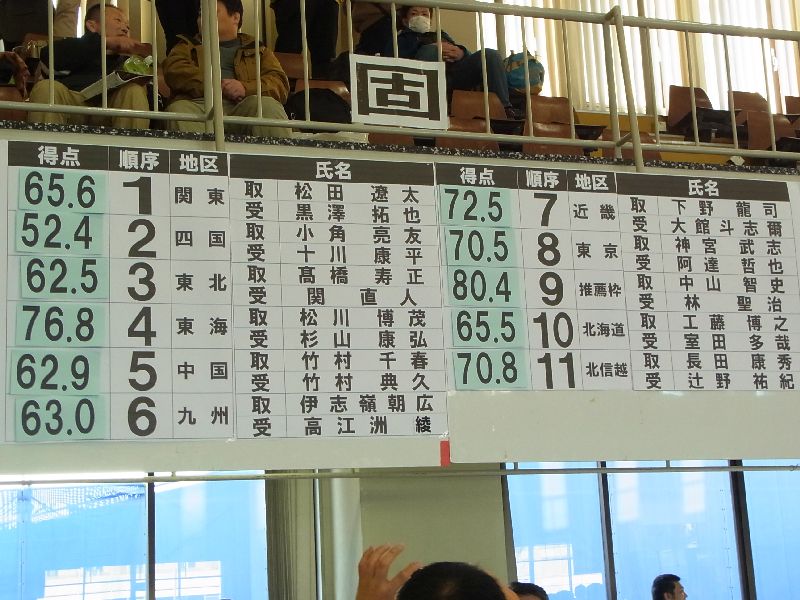 固
得点 順序 地区 氏名
65.6 1 関東 取 松田遼太
受 黒澤拓也
52.4 2 四国 取 小角亮友
受 十川康平
62.5 3 東北 取 髙橋寿正
受 関直人
76.8 4 東海 取 松川博茂
受 杉山康弘
62.9 5 中国 取 竹村千春
受 竹村典久
63.0 6 九州 取 伊志嶺朝広
受 高江洲綾
得点 順序 地区 氏名
72.5 7 近畿 取 下野龍司
受 大館斗志爾
70.5 8 東京 取 神宮武志
受 阿達哲也
80.4 9 推薦枠 取 中山智史
受 林聖治
65.5 10 北海道 取 工藤博之
受 室田多哉
70.8 11 北信越 取 長田康秀
受 辻野祐紀